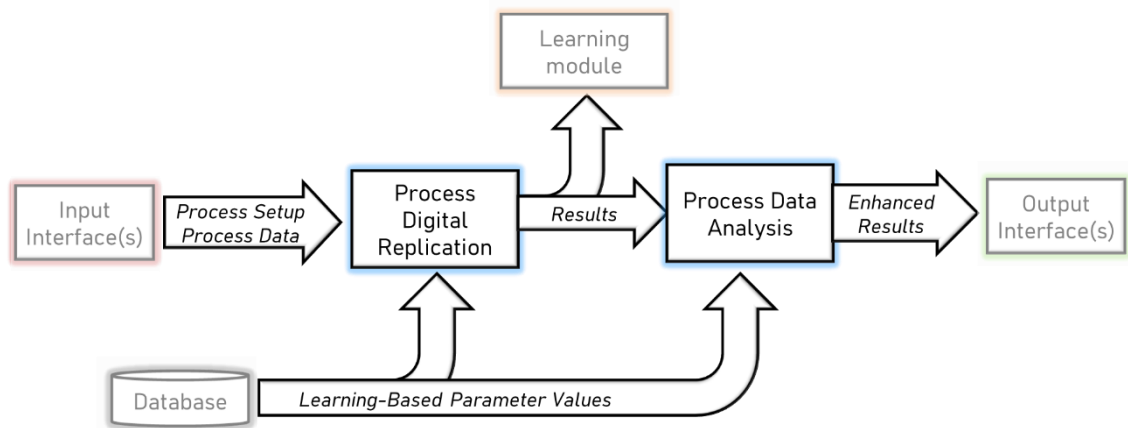 Learning
module
Input
Interface(s)
Process Setup
Process Data
Process
Digital
Replication
Results
Process Data
Analysis
Enhanced
Results
Output
Interface(s)
Database
Learning-Based Parameter Values